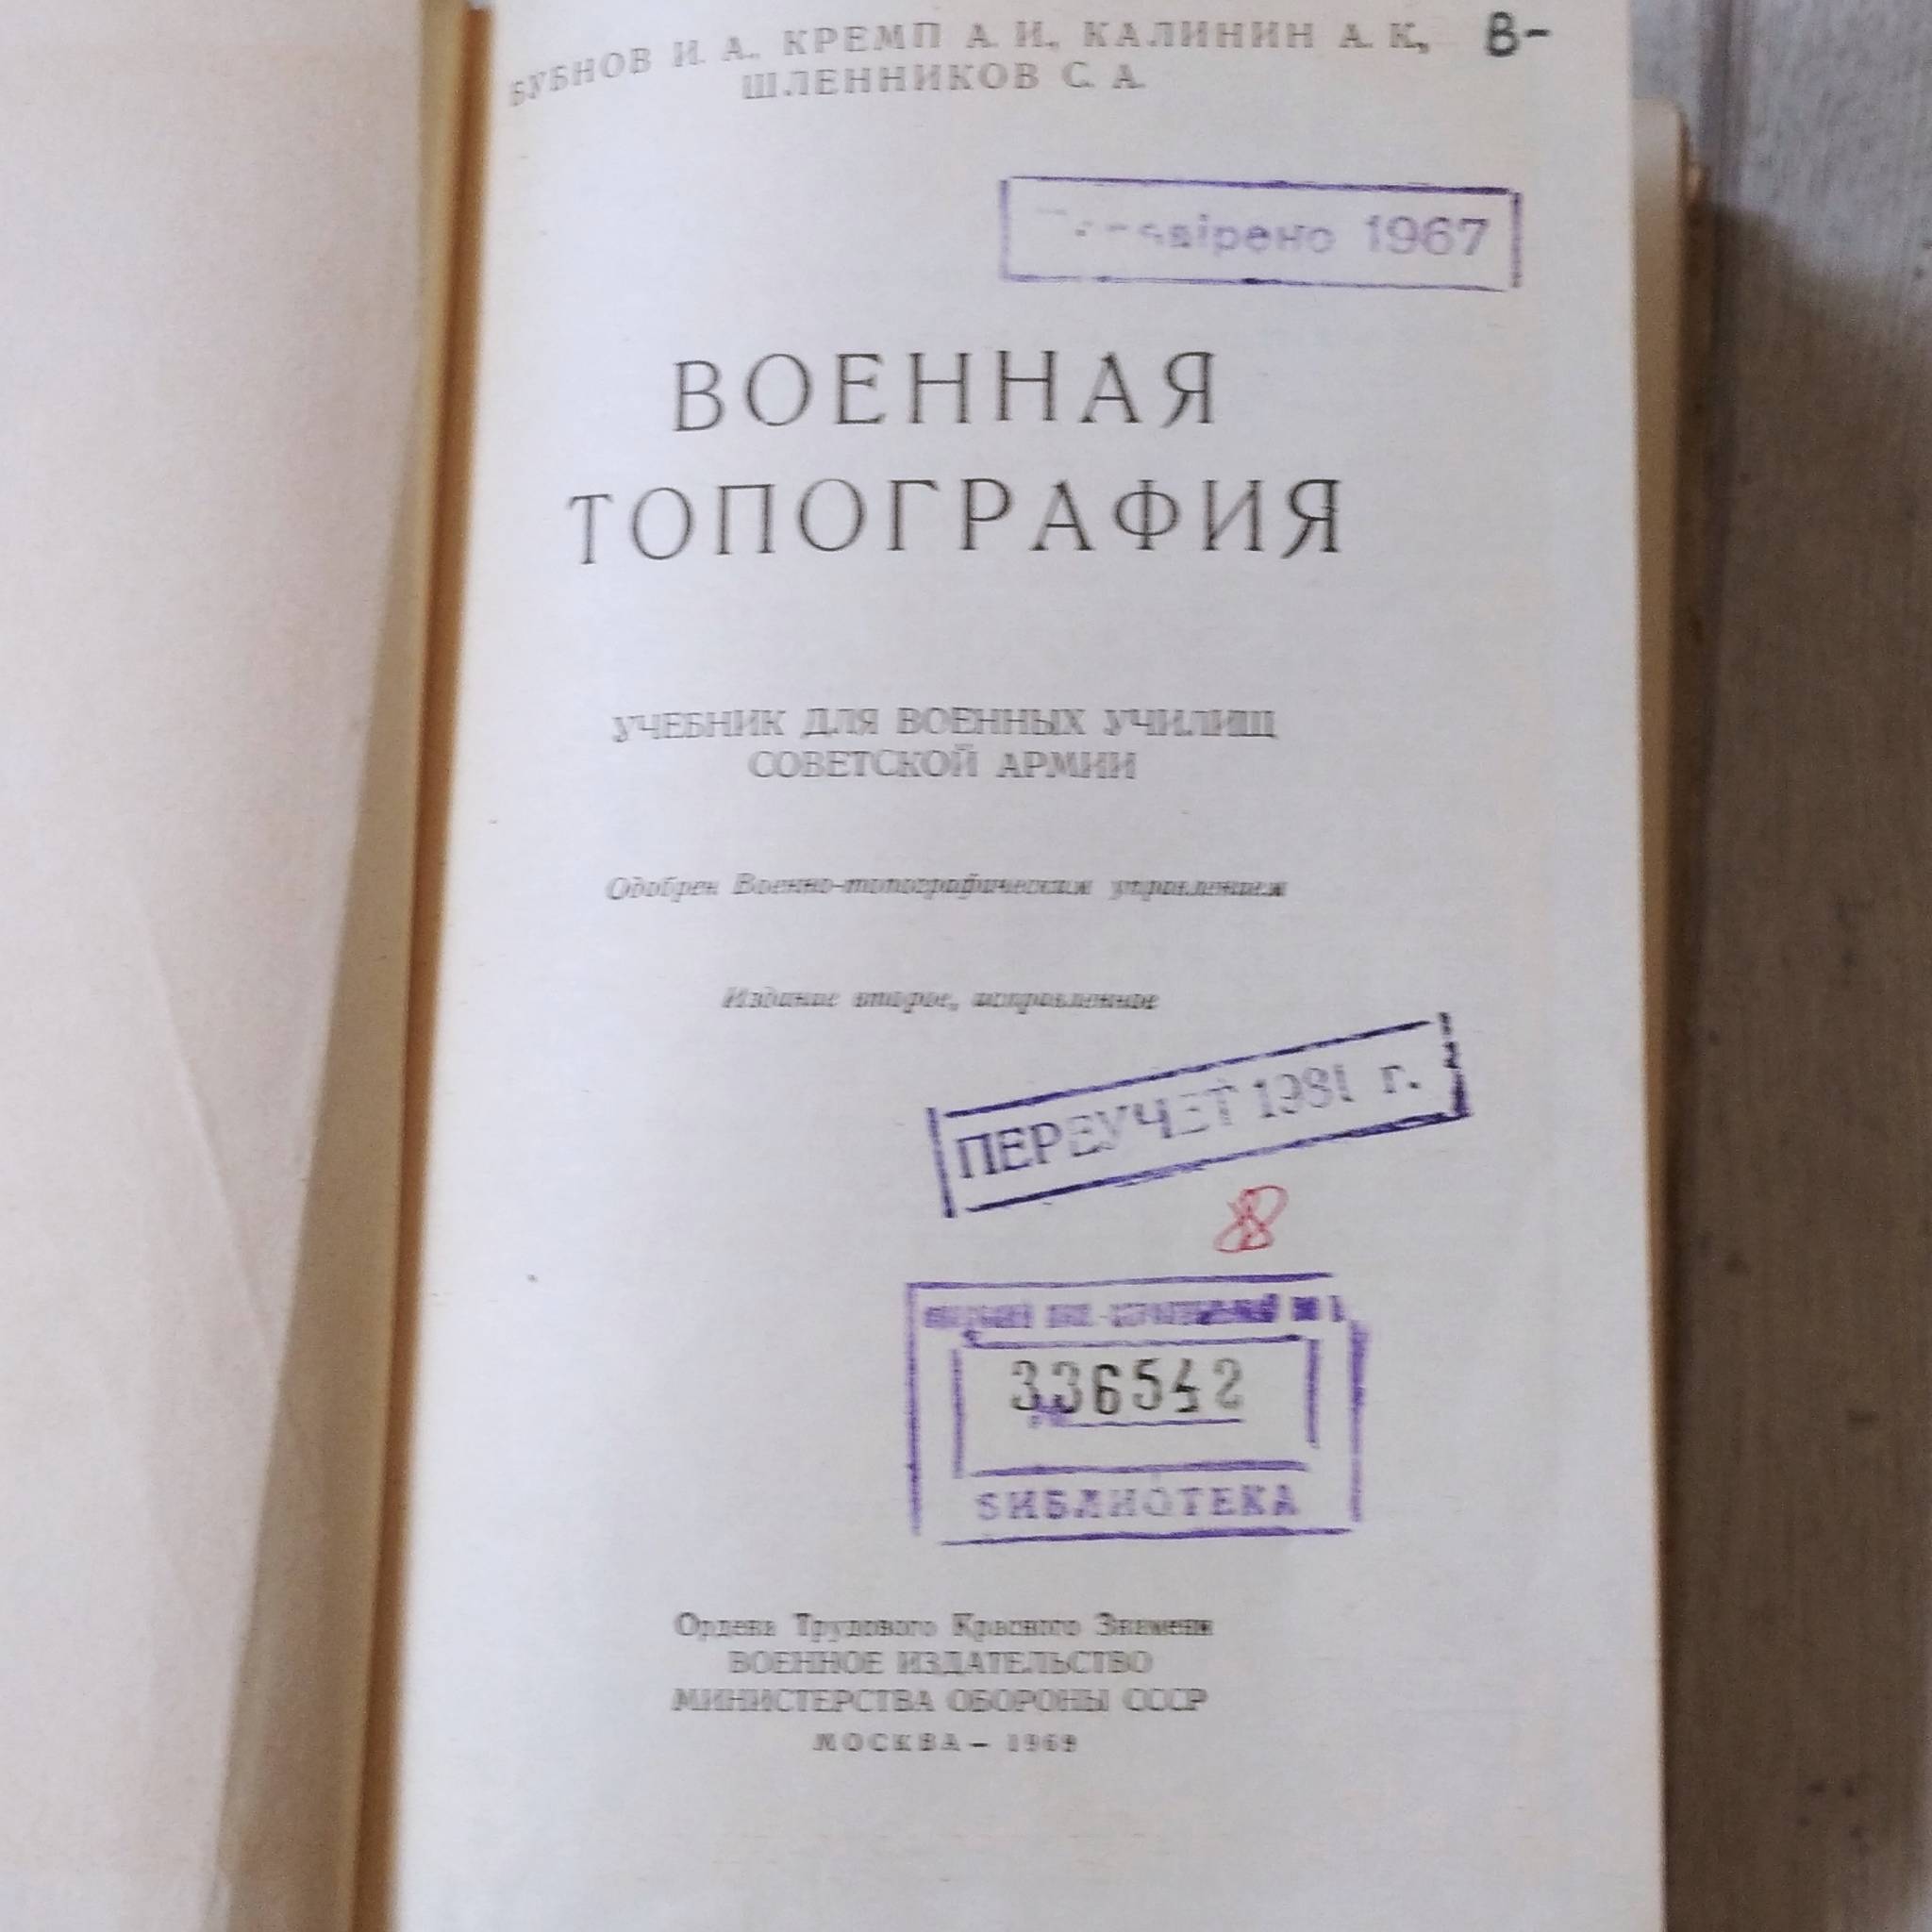 БУБНОВ И. А., КРЕМП А. И., КАЛИНИН А. К., В-
ШЛЕННИКОВ С. А.
1967
ВОЕННАЯ
ТОПОГРАФИЯ
УЧЕБНИК ДЛЯ ВОЕННЫХ УЧИЛИЩ
СОВЕТСКОЙ АРМИИ
Одобрен Военно-топографическим управлением
Издание второе, исправленное
ПЕРЕУЧЕТ 1981 г.
336542
БИБЛИОТЕКА
Ордена Трудового Красного Знамени
ВОЕННОЕ ИЗДАТЕЛЬСТВО
МИНИСТЕРСТВА ОБОРОНЫ СССР
МОСКВА — 1969